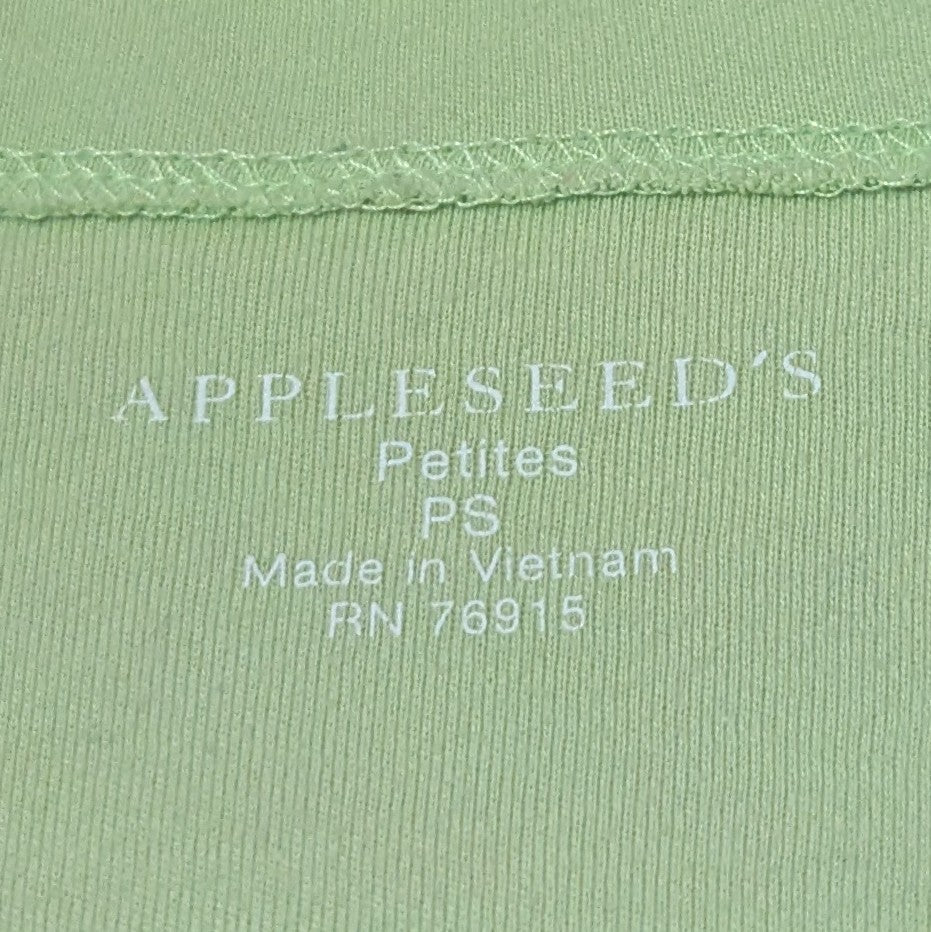 APPLESEED'S
Petites
PS
Made in Vietnam
RN 76915